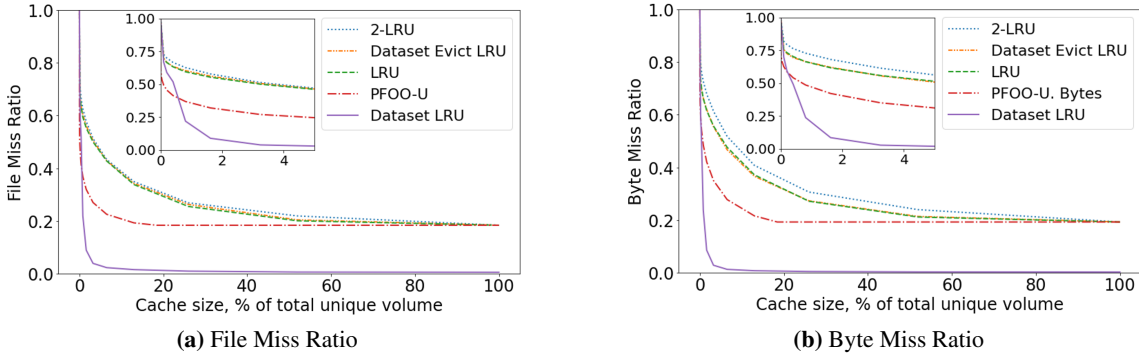 1.0
0.8
0.6
0.4
0.2
0.0
File Miss Ratio
1.00
0.75
0.50
0.25
0.00
0 2 4
2-LRU
Dataset Evict LRU
LRU
PFOO-U
Dataset LRU
0 20 40 60 80 100
Cache size, % of total unique volume
(a) File Miss Ratio
1.0
0.8
0.6
0.4
0.2
0.0
Byte Miss Ratio
1.00
0.75
0.50
0.25
0.00
0 2 4
2-LRU
Dataset Evict LRU
LRU
PFOO-U. Bytes
Dataset LRU
0 20 40 60 80 100
Cache size, % of total unique volume
(b) Byte Miss Ratio